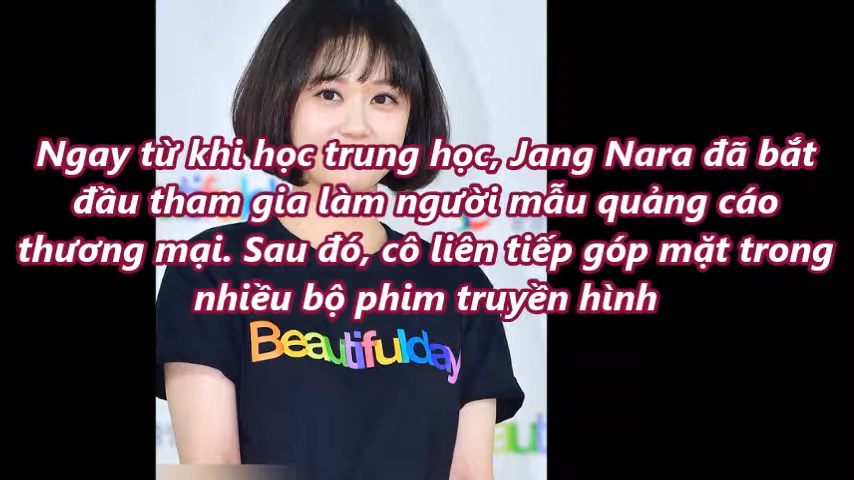 Ngay từ khi học trung học, Jang Nara đã bắt
đầu tham gia làm người mẫu quảng cáo
thương mại. Sau đó, cô liên tiếp góp mặt trong
nhiều bộ phim truyền hình
Beautifulday